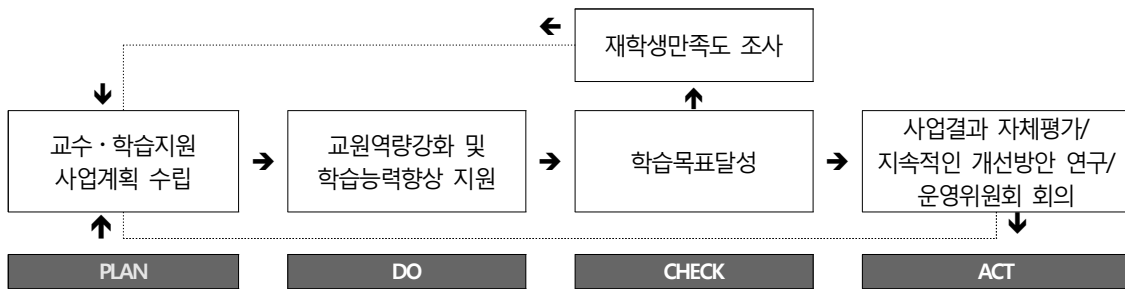 재학생만족도 조사
교수·학습지원
사업계획 수립
교원역량강화 및
학습능력향상 지원
학습목표달성
사업결과 자체평가/
지속적인 개선방안 연구/
운영위원회 회의
PLAN
DO
CHECK
ACT